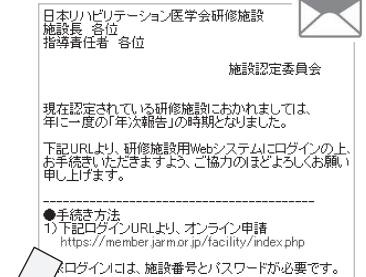 日本リハビリテーション医学会研修施設
施設長 各位
指導責任者 各位
施設認定委員会
現在認定されている研修施設におかれましては、
年に一度の「年次報告」の時期となりました。
下記URLより、研修施設用Webシステムにログインの上、
お手続きいただきますよう、ご協力のほどよろしくお願い
申し上げます。
----------------------------------------
●手続き方法
1)下記ログインURLより、オンライン申請
https://member.jarm.or.jp/facility/index.php
ログインには、施設番号とパスワードが必要です。